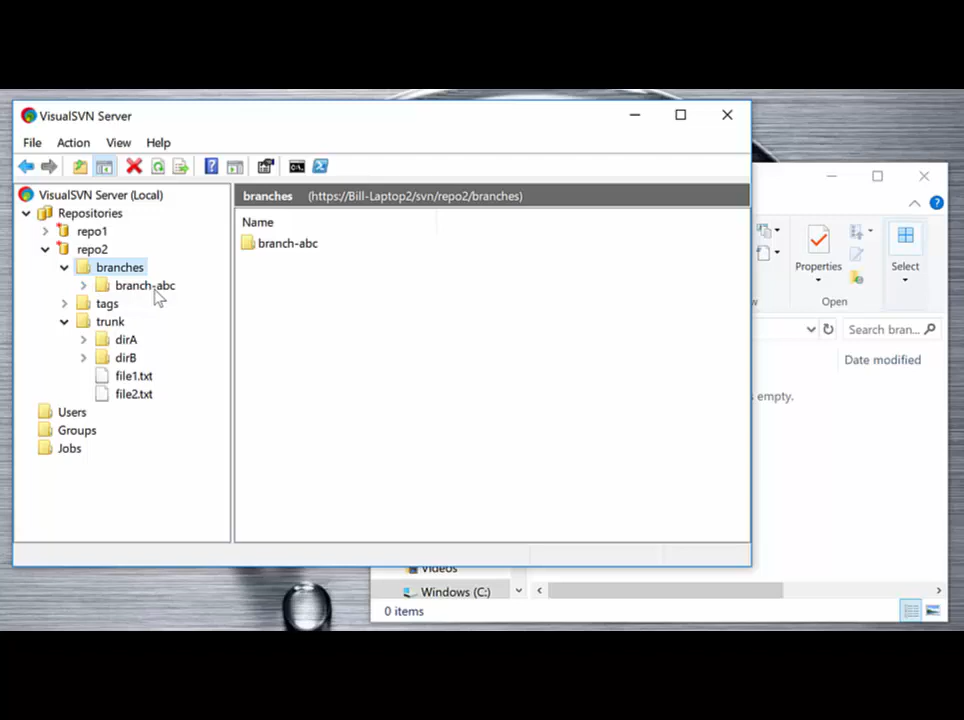 VisualSVN Server
File Action View Help
VisualSVN Server (Local)
Repositories
repo1
repo2
branches
branch-abc
tags
trunk
dirA
dirB
file1.txt
file2.txt
Users
Groups
Jobs
branches (https://Bill-Laptop2/svn/repo2/branches)
Name
branch-abc
Properties
Select
Open
Search bran...
Date modified
empty.
Videos
Windows (C:)
0 items